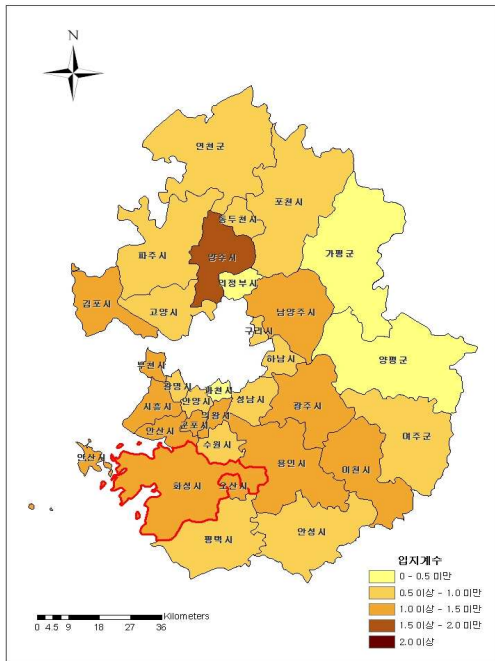 N
연천군
포천시
동두천시
파주시
양주시
가평군
의정부시
김포시
고양시
남양주시
구리시
양평군
하남시
부천시
광명시
과천시
시흥시
안양시
성남시
광주시
의왕시
군포시
안산시
여주군
수원시
안산시
화성시
오산시
용인시
이천시
평택시
안성시
입지계수
0 - 0.5 미만
0.5 이상 - 1.0 미만
1.0 이상 - 1.5 미만
1.5 이상 - 2.0 미만
2.0 이상
Kilometers
0 4.5 9 18 27 36